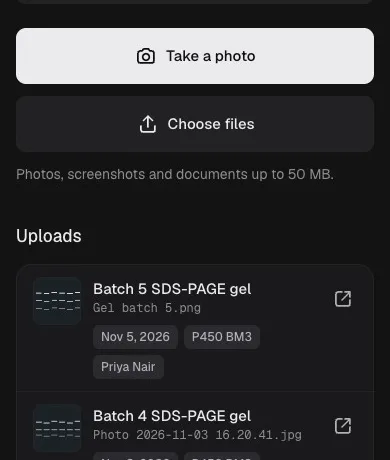 Take a photo
Choose files
Photos, screenshots and documents up to 50 MB.
Uploads
Batch 5 SDS-PAGE gel
Gel batch 5.png
Nov 5, 2026 P450 BM3
Priya Nair
Batch 4 SDS-PAGE gel
Photo 2026-11-03 16.20.41.jpg